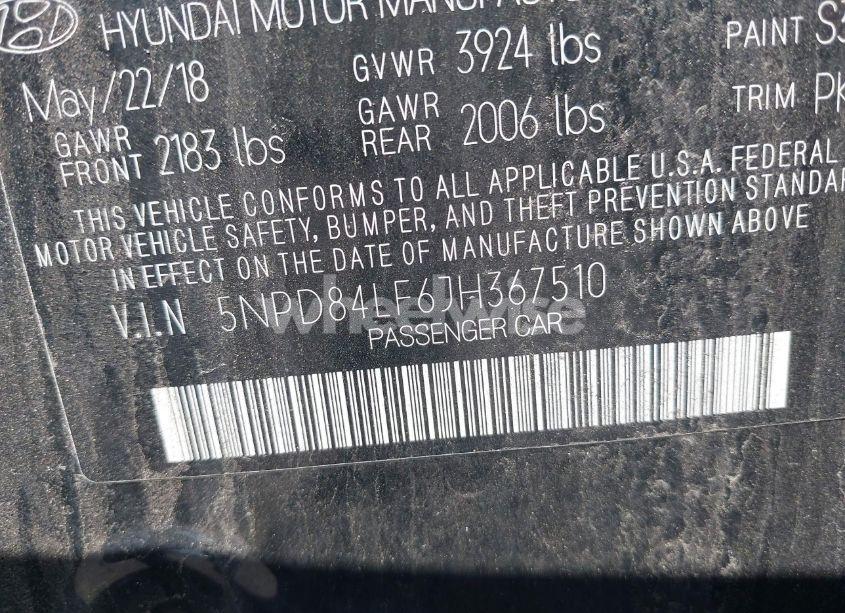 HYUNDAI MOTOR
May/22/18 GVWR 3924 lbs PAINT
GAWR FRONT 2183 lbs GAWR REAR 2006 lbs TRIM
THIS VEHICLE CONFORMS TO ALL APPLICABLE U.S.A. FEDERAL
MOTOR VEHICLE SAFETY, BUMPER, AND THEFT PREVENTION
IN EFFECT ON THE DATE OF MANUFACTURE SHOWN ABOVE
V.I.N 5NPD84LF6JH367510
wheelwise
PASSENGER CAR